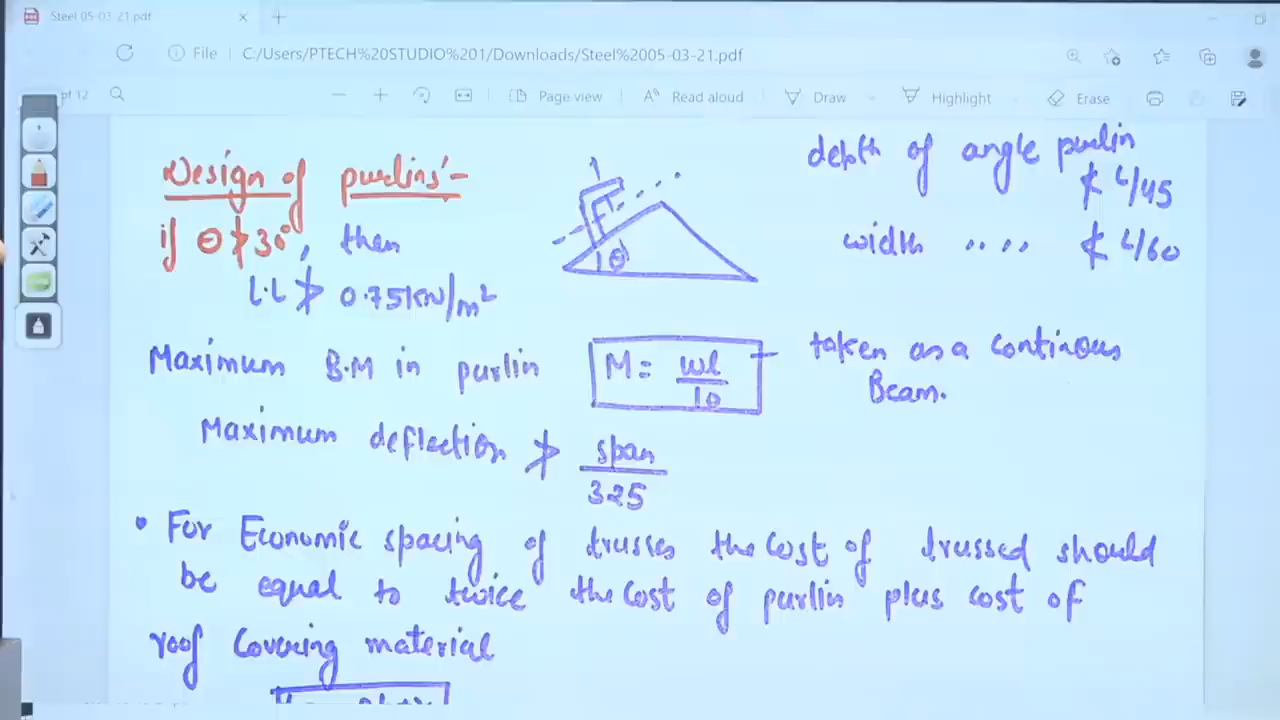 Steel 05-03-21.pdf
File C:/Users/PTECH%20STUDIO%201/Downloads/Steel%2005-03-21.pdf
of 12 Page view Read aloud Draw Highlight Erase
Design of purlins:-
if θ ≯ 30°, then
L.L ≯ 0.75KN/m²
θ
depth of angle purlin ≮ L/45
width .. .. ≮ L/60
Maximum B.M in purlin M = wl/10 taken as a continous
Beam.
Maximum deflection ≯ span/325
• For Economic spacing of trusses the cost of trussed should
be equal to twice the cost of purlin plus cost of
roof covering material